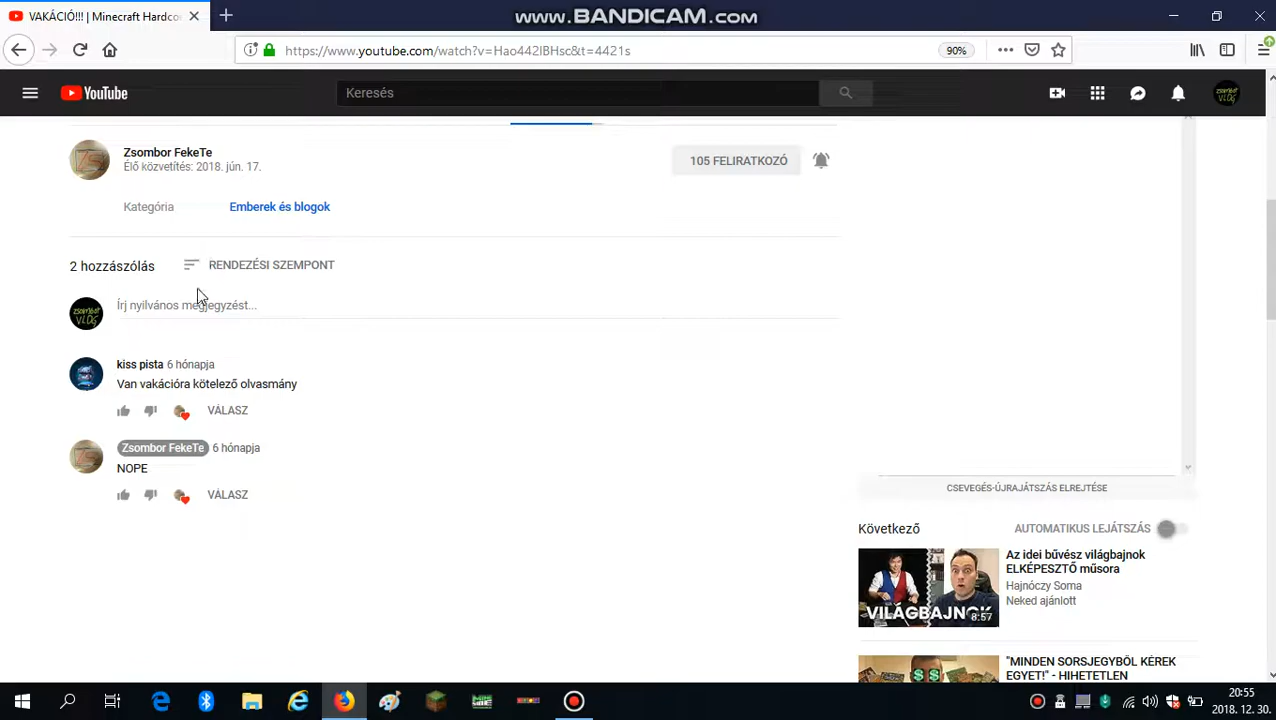 VAKÁCIÓ!!! | Minecraft Hardco
www.BANDICAM.com
https://www.youtube.com/watch?v=Hao442IBHsc&t=4421s
90%
YouTube
Keresés
zsombor VLOG
Zsombor FekeTe
Élő közvetítés: 2018. jún. 17.
105 FELIRATKOZÓ
Kategória
Emberek és blogok
2 hozzászólás
RENDEZÉSI SZEMPONT
Írj nyilvános megjegyzést...
kiss pista 6 hónapja
Van vakációra kötelező olvasmány
VÁLASZ
Zsombor FekeTe 6 hónapja
NOPE
VÁLASZ
CSEVEGÉS-ÚJRAJÁTSZÁS ELREJTÉSE
Következő
AUTOMATIKUS LEJÁTSZÁS
VILÁGBAJNOK
8:57
Az idei bűvész világbajnok
ELKÉPESZTŐ műsora
Hajnóczy Soma
Neked ajánlott
"MINDEN SORSJEGYBŐL KÉREK
EGYET!" - HIHETETLEN
20:55
2018. 12. 30.